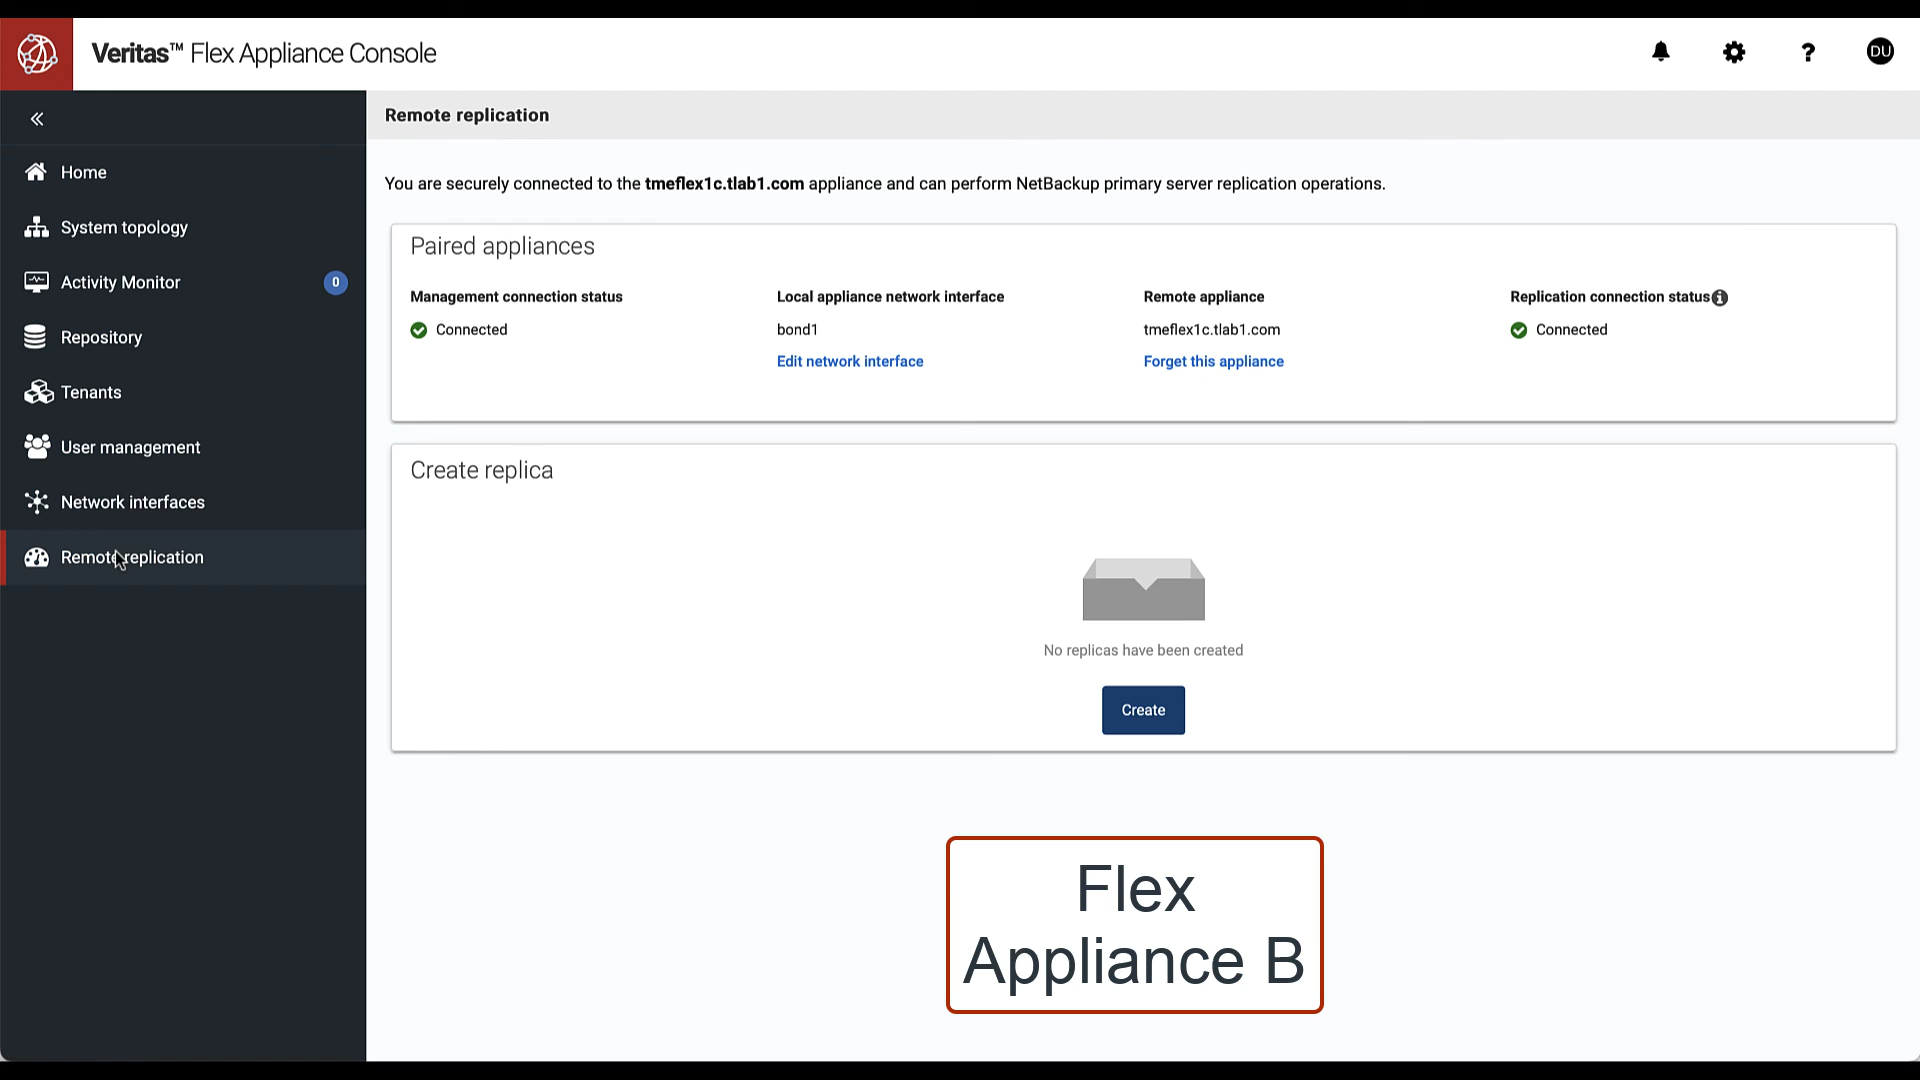 Veritas™ Flex Appliance Console
DU
Remote replication
Home
System topology
Activity Monitor 0
Repository
Tenants
User management
Network interfaces
Remote replication
You are securely connected to the tmeflex1c.tlab1.com appliance and can perform NetBackup primary server replication operations.
Paired appliances
Management connection status
Connected
Local appliance network interface
bond1
Edit network interface
Remote appliance
tmeflex1c.tlab1.com
Forget this appliance
Replication connection status
Connected
Create replica
No replicas have been created
Create
Flex
Appliance B